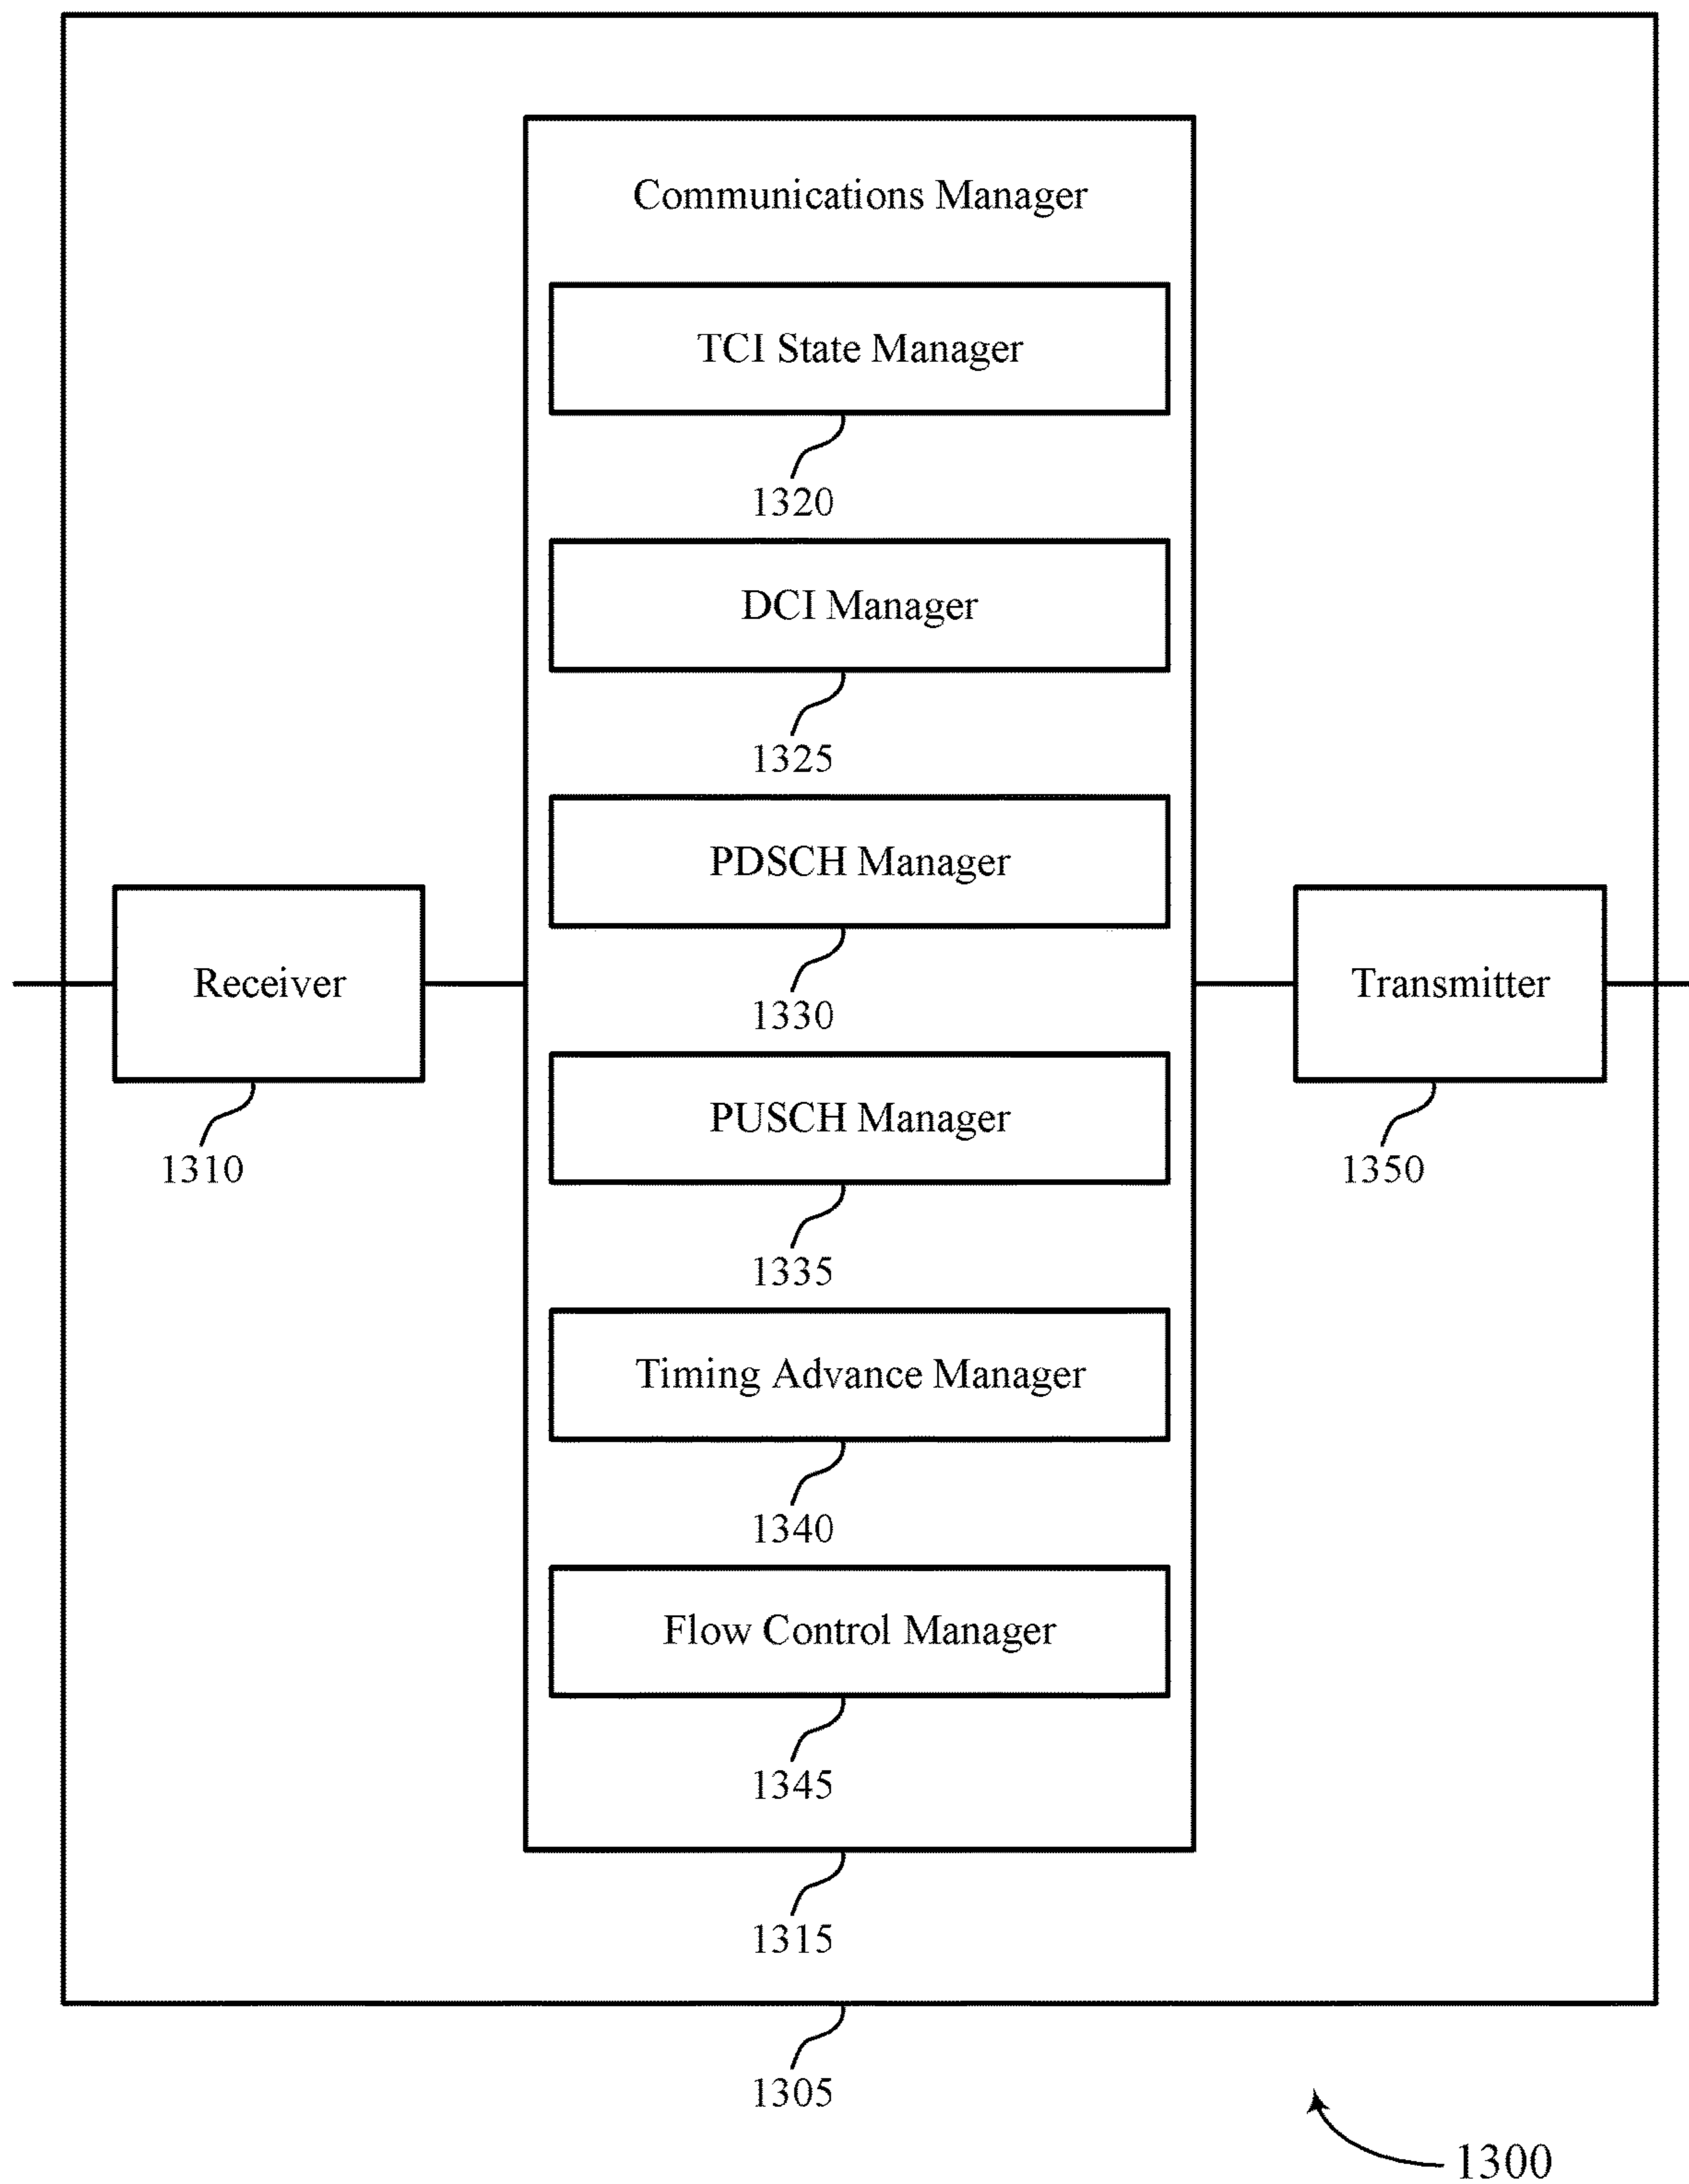 Communications Manager
TCI State Manager
1320
DCI Manager
1325
PDSCH Manager
1330
Receiver
1310
Transmitter
1350
PUSCH Manager
1335
Timing Advance Manager
1340
Flow Control Manager
1345
1315
1305
1300